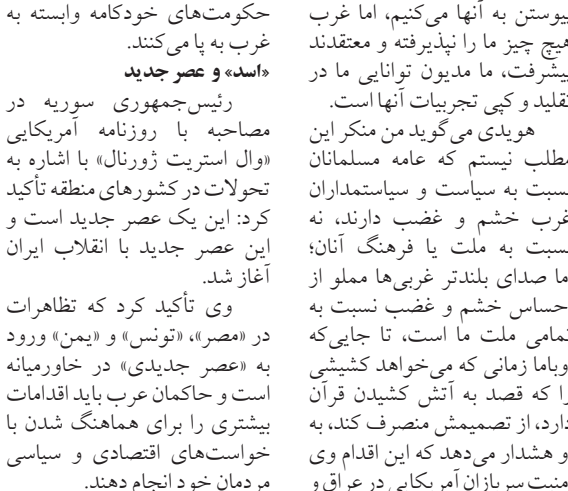 پیوستن به آنها می‌کنیم، اما غرب
هیچ چیز ما را نپذیرفته و معتقدند
پیشرفت، ما مدیون توانایی ما در
تقلید و کپی تجربیات آنها است.
هویدی می‌گوید من منکر این
مطلب نیستم که عامه مسلمانان
نسبت به سیاست و سیاستمداران
غرب خشم و غضب دارند، نه
نسبت به ملت یا فرهنگ آنان؛
ما صدای بلندتر غربی‌ها مملو از
حساس خشم و غضب نسبت به
تمامی ملت ما است، تا جایی‌که
وباما زمانی که می‌خواهد کشیشی
را که قصد به آتش کشیدن قرآن
دارد، از تصمیمش منصرف کند، به
و هشدار می‌دهد که این اقدام وی
منیت سربازان آمریکایی در عراق و
حکومت‌های خودکامه وابسته به
غرب به پا می‌کنند.
«اسد» و عصر جدید
رئیس‌جمهوری سوریه در
مصاحبه با روزنامه آمریکایی
«وال استریت ژورنال» با اشاره به
تحولات در کشورهای منطقه تأکید
کرد: این یک عصر جدید است و
این عصر جدید با انقلاب ایران
آغاز شد.
وی تأکید کرد که تظاهرات
در «مصر»، «تونس» و «یمن» ورود
به «عصر جدیدی» در خاورمیانه
است و حاکمان عرب باید اقدامات
بیشتری را برای هماهنگ شدن با
خواست‌های اقتصادی و سیاسی
مردمان خود انجام دهند.